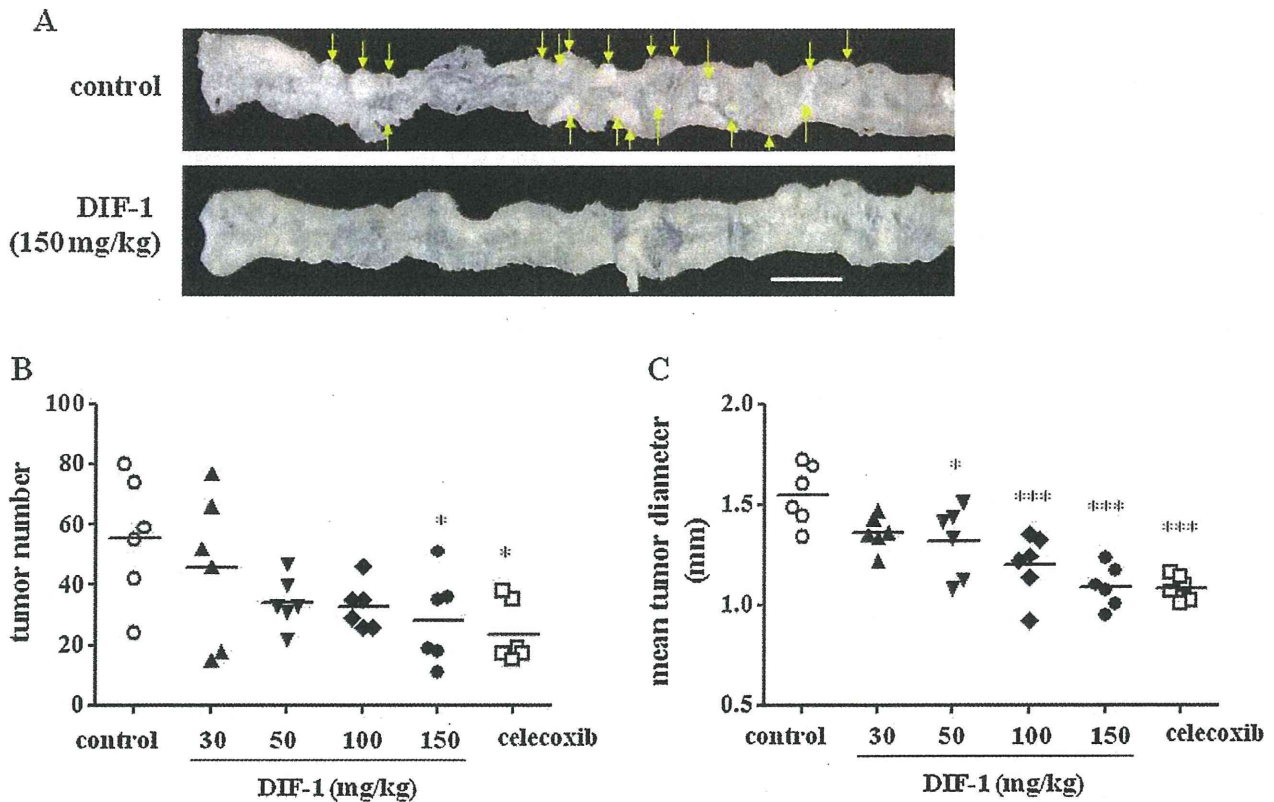 A
control
DIF-1
(150 mg/kg)
B
tumor number
100
80
60
40
20
0
*
*
control
30
50
100
150
celecoxib
DIF-1 (mg/kg)
C
mean tumor diameter
(mm)
2.0
1.5
1.0
0.5
*
***
***
***
control
30
50
100
150
celecoxib
DIF-1 (mg/kg)